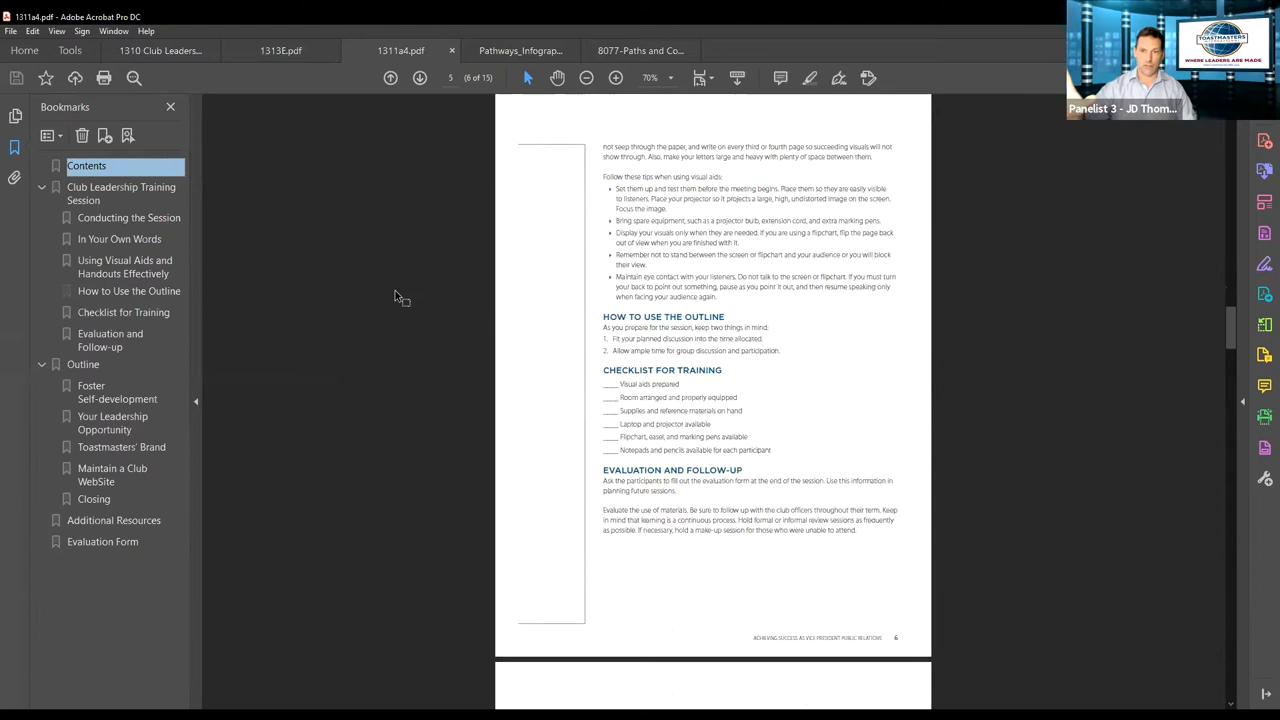 1311a4.pdf - Adobe Acrobat Pro DC
File Edit View Sign Window Help
Home Tools 1310 Club Leaders... 1313E.pdf 1311a4.pdf × Pathways and Co... 8077-Paths and Co...
5 (6 of 15) 70%
Bookmarks
Contents
Club Leadership Training
Session
Conducting the Session
In Your Own Words
Using Visuals and
Handouts Effectively
How to Use the Outline
Checklist for Training
Evaluation and
Follow-up
Outline
Foster
Self-development
Your Leadership
Opportunity
Toastmasters' Brand
Maintain a Club
WebSite
Closing
Additional Resources
Evaluation Form
not seep through the paper, and write on every third or fourth page so succeeding visuals will not
show through. Also, make your letters large and heavy with plenty of space between them.
Follow these tips when using visual aids:
Set them up and test them before the meeting begins. Place them so they are easily visible
to listeners. Place your projector so it projects a large, high, undistorted image on the screen.
Focus the image.
Bring spare equipment, such as a projector bulb, extension cord, and extra marking pens.
Display your visuals only when they are needed. If you are using a flipchart, flip the page back
out of view when you are finished with it.
Remember not to stand between the screen or flipchart and your audience or you will block
their view.
Maintain eye contact with your listeners. Do not talk to the screen or flipchart. If you must turn
your back to point out something, pause as you point it out, and then resume speaking only
when facing your audience again.
HOW TO USE THE OUTLINE
As you prepare for the session, keep two things in mind:
1. Fit your planned discussion into the time allocated.
2. Allow ample time for group discussion and participation.
CHECKLIST FOR TRAINING
____ Visual aids prepared
____ Room arranged and properly equipped
____ Supplies and reference materials on hand
____ Laptop and projector available
____ Flipchart, easel, and marking pens available
____ Notepads and pencils available for each participant
EVALUATION AND FOLLOW-UP
Ask the participants to fill out the evaluation form at the end of the session. Use this information in
planning future sessions.
Evaluate the use of materials. Be sure to follow up with the club officers throughout their term. Keep
in mind that learning is a continuous process. Hold formal or informal review sessions as frequently
as possible. If necessary, hold a make-up session for those who were unable to attend.
ACHIEVING SUCCESS AS VICE PRESIDENT PUBLIC RELATIONS 6
TOASTMASTERS
INTERNATIONAL
WHERE LEADERS ARE MADE
Panelist 3 - JD Thom...